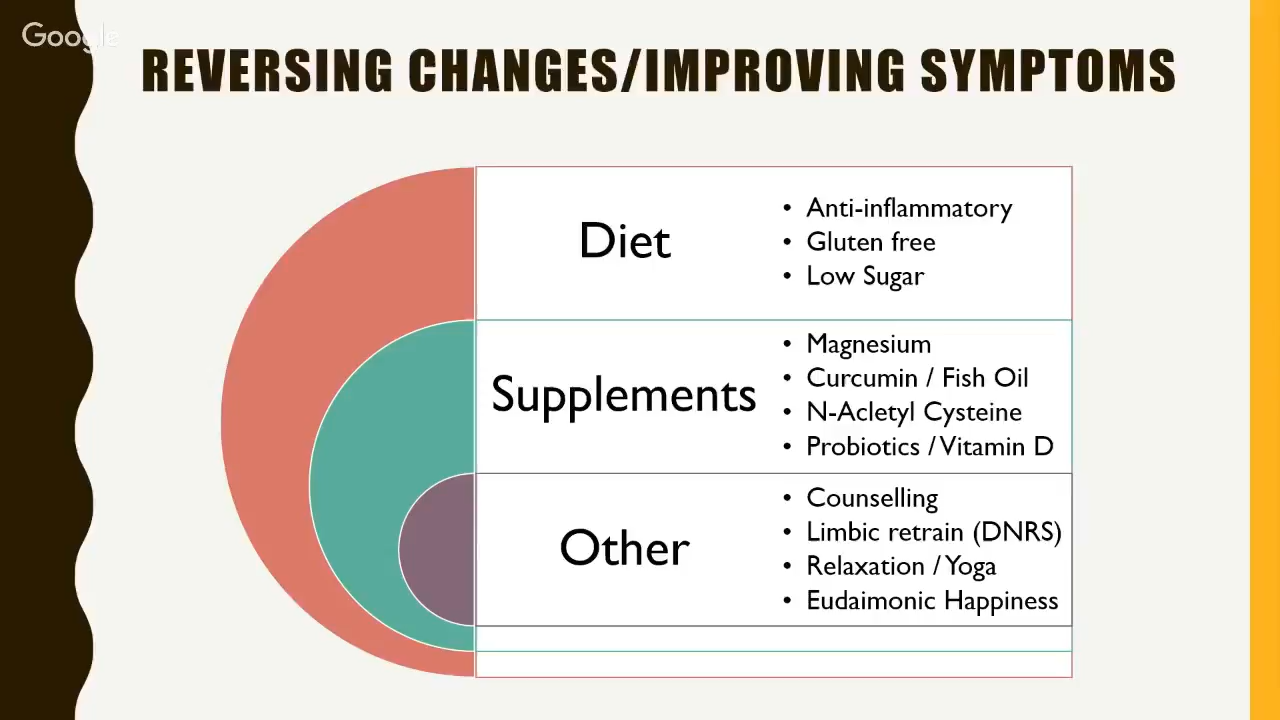 Google
REVERSING CHANGES/IMPROVING SYMPTOMS
Diet
• Anti-inflammatory
• Gluten free
• Low Sugar
Supplements
• Magnesium
• Curcumin / Fish Oil
• N-Acletyl Cysteine
• Probiotics / Vitamin D
Other
• Counselling
• Limbic retrain (DNRS)
• Relaxation / Yoga
• Eudaimonic Happiness